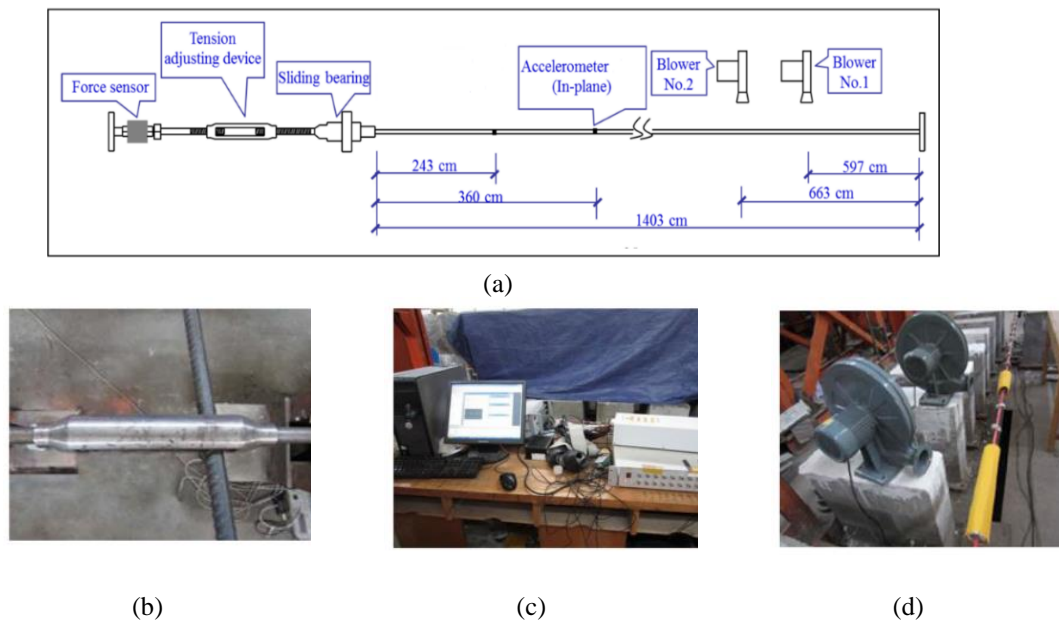 Tension
adjusting device
Force sensor
Sliding bearing
Accelerometer
(In-plane)
Blower
No.2
Blower
No.1
243 cm
597 cm
360 cm
663 cm
1403 cm
(a)
(b)
(c)
(d)